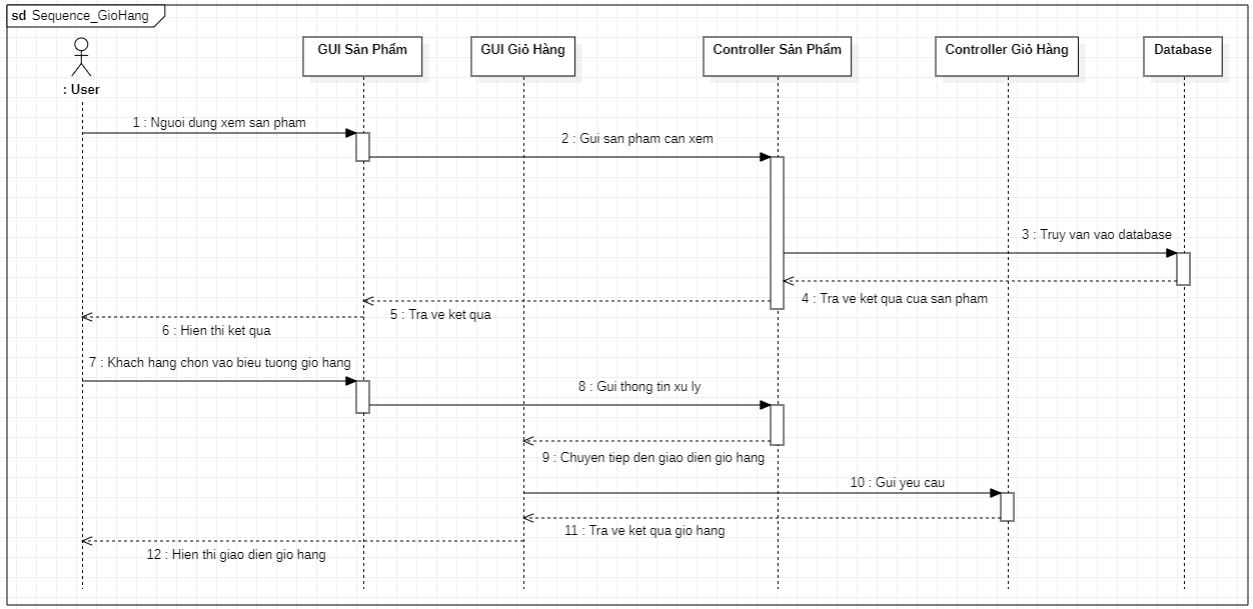 sd Sequence_GioHang
GUI Sản Phẩm
GUI Giỏ Hàng
Controller Sản Phẩm
Controller Giỏ Hàng
Database
: User
1 : Nguoi dung xem san pham
2 : Gui san pham can xem
3 : Truy van vao database
4 : Tra ve ket qua cua san pham
5 : Tra ve ket qua
6 : Hien thi ket qua
7 : Khach hang chon vao bieu tuong gio hang
8 : Gui thong tin xu ly
9 : Chuyen tiep den giao dien gio hang
10 : Gui yeu cau
11 : Tra ve ket qua gio hang
12 : Hien thi giao dien gio hang